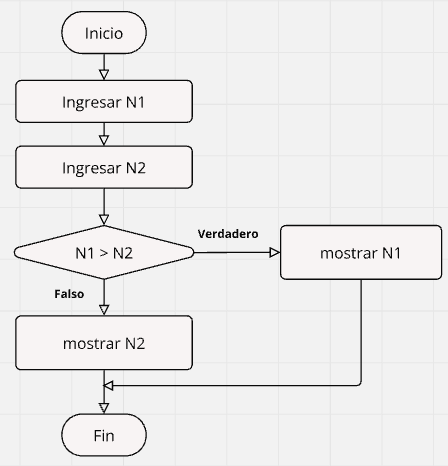 Inicio
Ingresar N1
Ingresar N2
N1 > N2
Verdadero
mostrar N1
Falso
mostrar N2
Fin